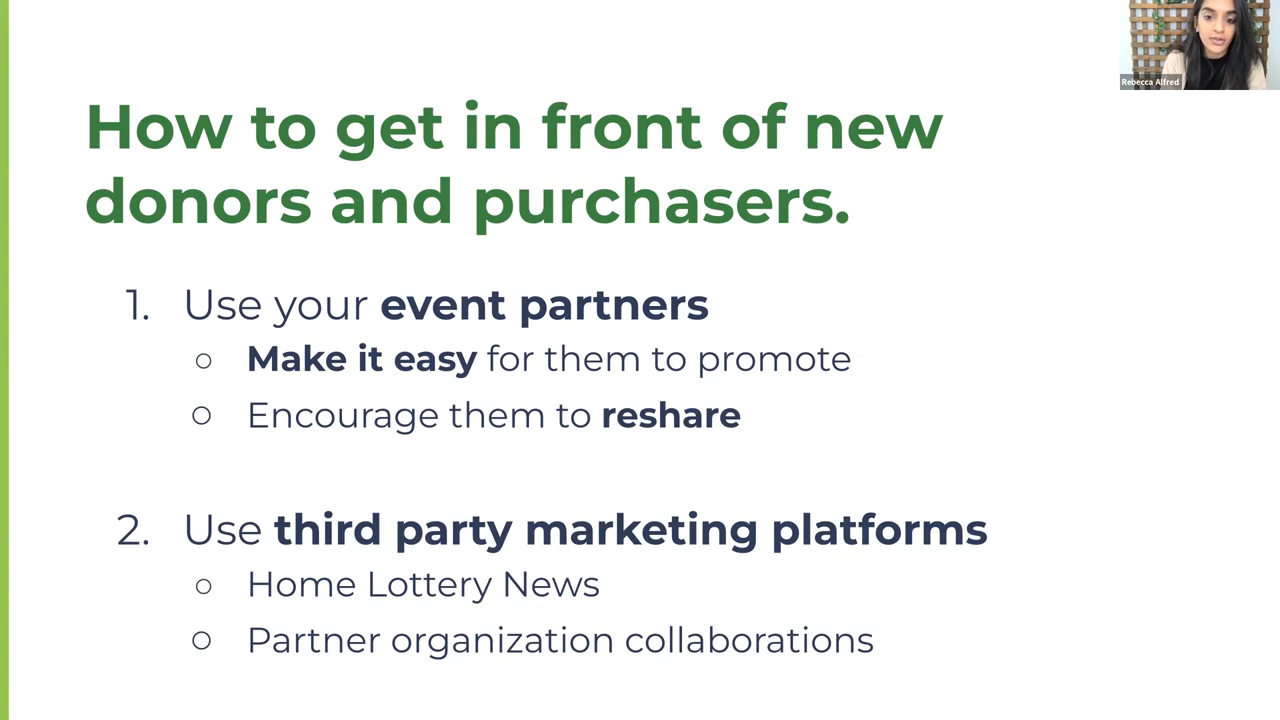 Rebecca Alfred
How to get in front of new
donors and purchasers.
1. Use your event partners
○ Make it easy for them to promote
○ Encourage them to reshare
2. Use third party marketing platforms
○ Home Lottery News
○ Partner organization collaborations